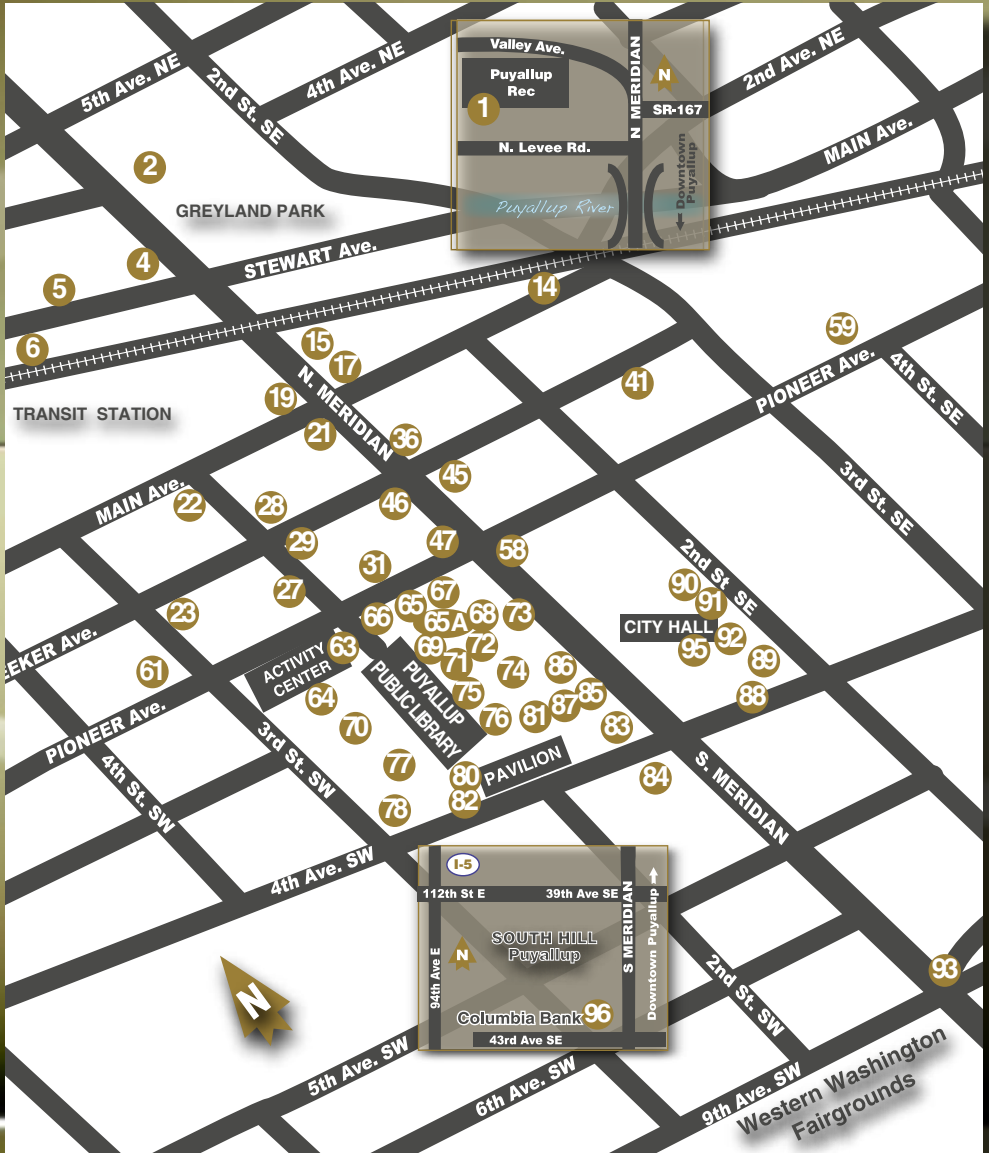 5th Ave. NE
2nd St. SE
4th Ave. NE
Valley Ave.
Puyallup
Rec
1
N. Levee Rd.
Puyallup River
N MERIDIAN
N
SR-167
Downtown
Puyallup
2nd Ave. NE
MAIN Ave.
2
GREYLAND PARK
STEWART Ave.
4
5
6
14
15
17
59
TRANSIT STATION
19
N. MERIDIAN
21
36
41
PIONEER Ave.
4th St. SE
MAIN Ave.
22
28
46
45
3rd St. SE
29
31
47
58
2nd St. SE
27
23
67
90
91
66
65
65A
68
73
CITY HALL
92
95
89
88
EEKER Ave.
61
ACTIVITY
CENTER
63
PUYALLUP
PUBLIC LIBRARY
69
72
71
74
86
64
75
85
87
70
76
81
83
PIONEER Ave.
3rd St. SW
77
80
PAVILION
84
S. MERIDIAN
4th St. SW
78
82
4th Ave. SW
I-5
112th St E
39th Ave SE
94th Ave E
SOUTH HILL
Puyallup
N
S MERIDIAN
Downtown Puyallup
Columbia Bank
96
43rd Ave SE
N
93
2nd St. SW
5th Ave. SW
6th Ave. SW
9th Ave. SW
Western Washington
Fairgrounds